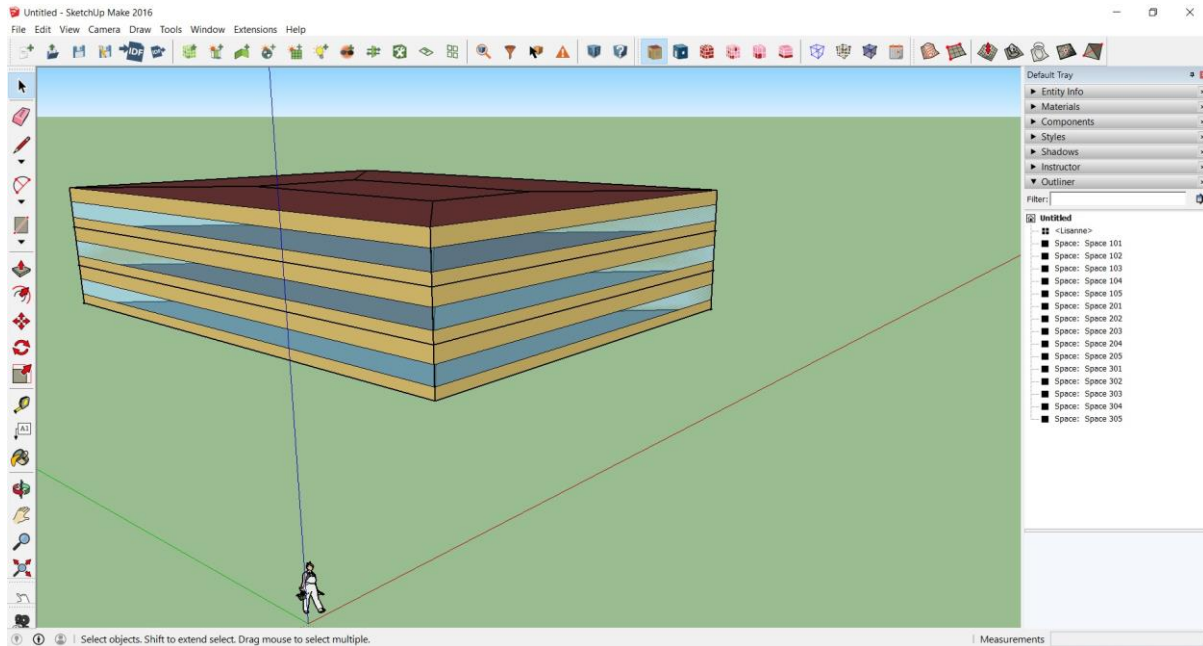 Untitled - SketchUp Make 2016
File Edit View Camera Draw Tools Window Extensions Help
IDF IDF
Default Tray
Entity Info
Materials
Components
Styles
Shadows
Instructor
Outliner
Filter:
Untitled
<Lisanne>
Space: Space 101
Space: Space 102
Space: Space 103
Space: Space 104
Space: Space 105
Space: Space 201
Space: Space 202
Space: Space 203
Space: Space 204
Space: Space 205
Space: Space 301
Space: Space 302
Space: Space 303
Space: Space 304
Space: Space 305
A1
Select objects. Shift to extend select. Drag mouse to select multiple.
Measurements